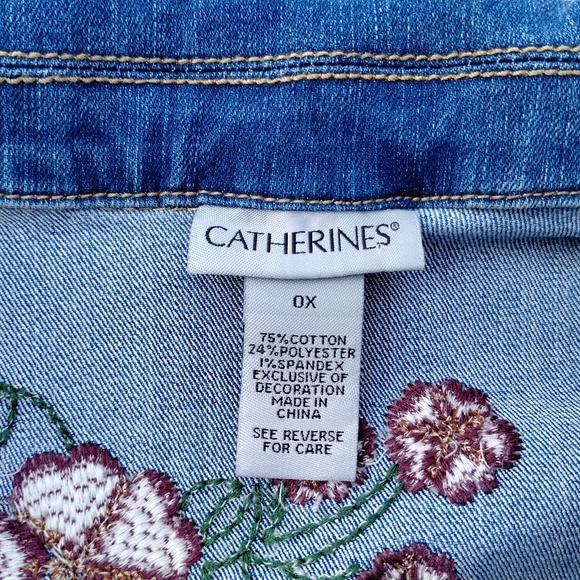 CATHERINES®
0X
75%COTTON
24%POLYESTER
1%SPANDEX
EXCLUSIVE OF
DECORATION
MADE IN
CHINA
SEE REVERSE
FOR CARE